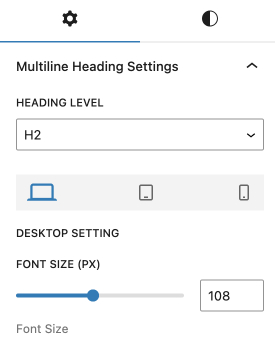 Multiline Heading Settings
HEADING LEVEL
H2
DESKTOP SETTING
FONT SIZE (PX)
108
Font Size